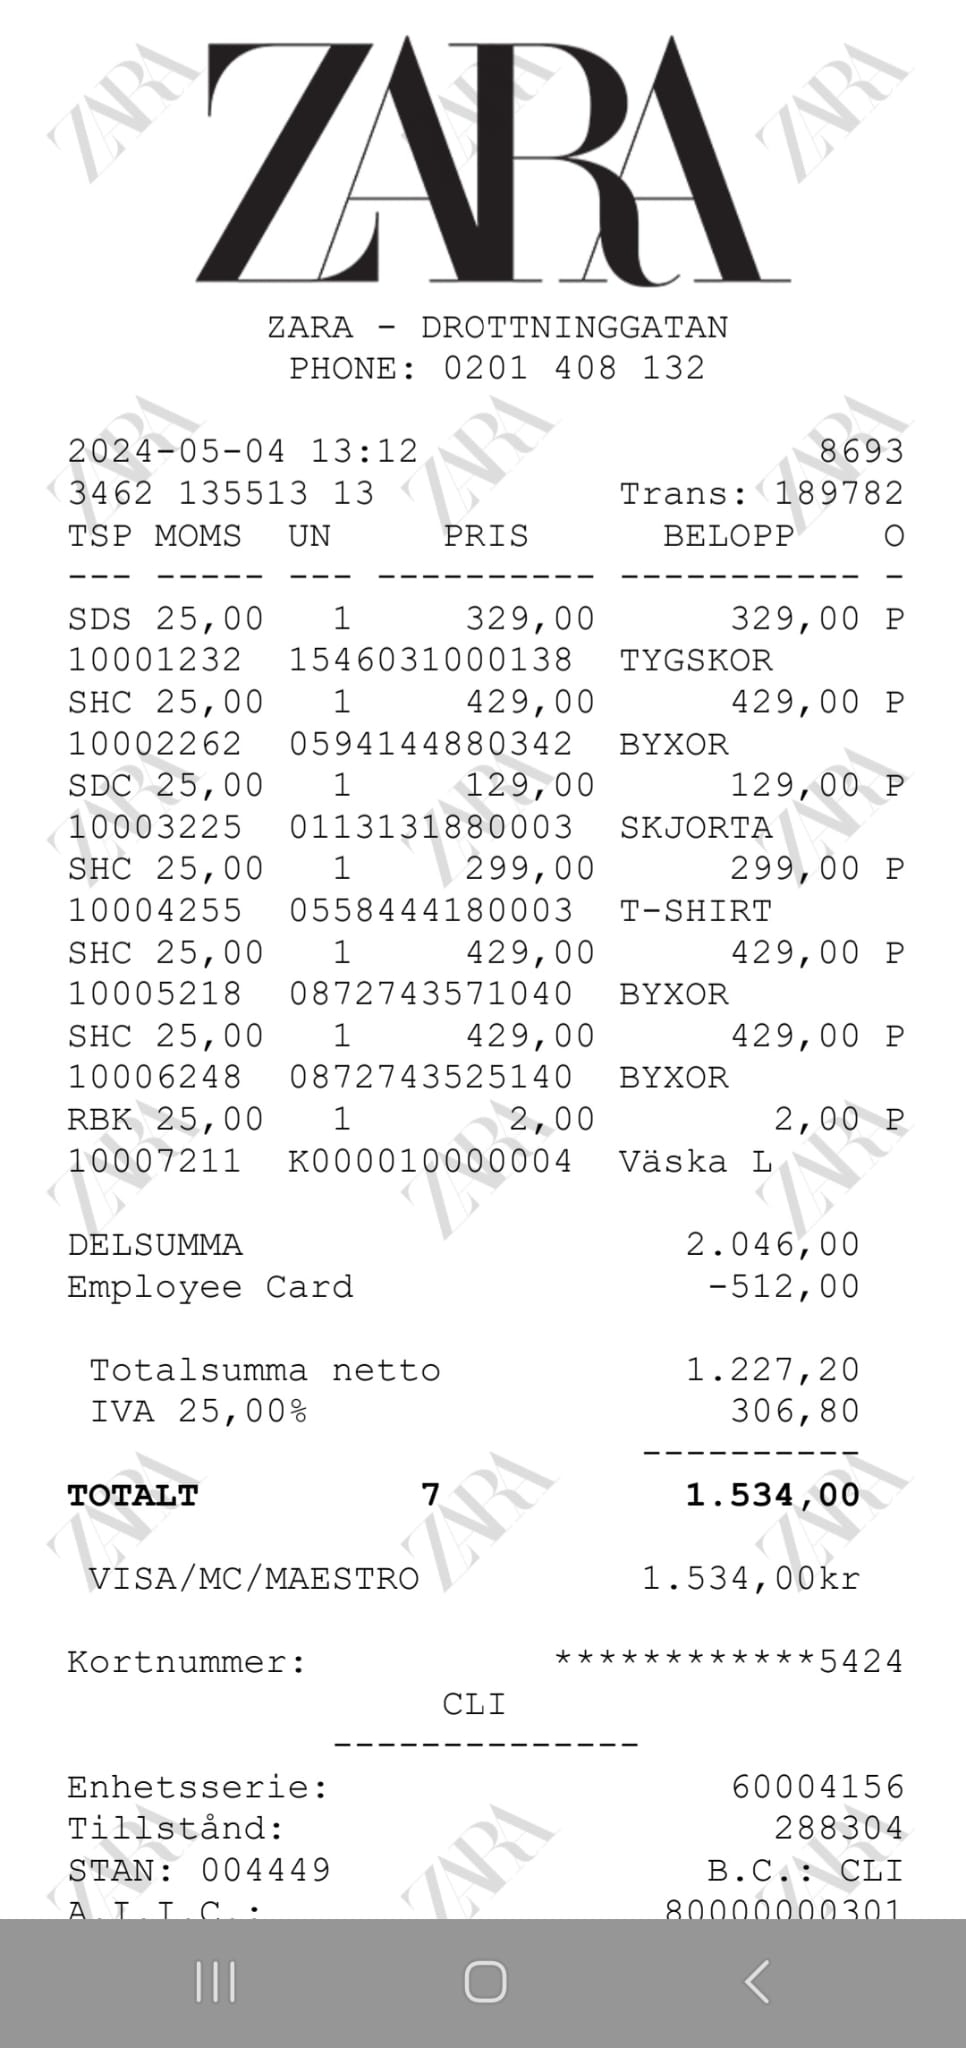 ZARA
ZARA - DROTTNINGGATAN
PHONE: 0201 408 132
2024-05-04 13:12 8693
3462 135513 13 Trans: 189782
TSP MOMS UN PRIS BELOPP O
--- ----- --- ---------- ----------- -
SDS 25,00 1 329,00 329,00 P
10001232 1546031000138 TYGSKOR
SHC 25,00 1 429,00 429,00 P
10002262 0594144880342 BYXOR
SDC 25,00 1 129,00 129,00 P
10003225 0113131880003 SKJORTA
SHC 25,00 1 299,00 299,00 P
10004255 0558444180003 T-SHIRT
SHC 25,00 1 429,00 429,00 P
10005218 0872743571040 BYXOR
SHC 25,00 1 429,00 429,00 P
10006248 0872743525140 BYXOR
RBK 25,00 1 2,00 2,00 P
10007211 K000010000004 Väska L
DELSUMMA 2.046,00
Employee Card -512,00
Totalsumma netto 1.227,20
IVA 25,00% 306,80
----------
TOTALT 7 1.534,00
VISA/MC/MAESTRO 1.534,00kr
Kortnummer: ************5424
CLI
--------------
Enhetsserie: 60004156
Tillstånd: 288304
STAN: 004449 B.C.: CLI
A.I.I.C.: 80000000301